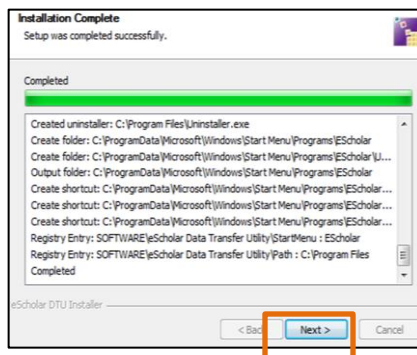 Installation Complete
Setup was completed successfully.
Completed
Created uninstaller: C:\Program Files\Uninstaller.exe
Create folder: C:\ProgramData\Microsoft\Windows\Start Menu\Programs\EScholar
Create folder: C:\ProgramData\Microsoft\Windows\Start Menu\Programs\EScholar\U...
Output folder: C:\ProgramData\Microsoft\Windows\Start Menu\Programs\EScholar
Create shortcut: C:\ProgramData\Microsoft\Windows\Start Menu\Programs\EScholar...
Create shortcut: C:\ProgramData\Microsoft\Windows\Start Menu\Programs\EScholar...
Create shortcut: C:\ProgramData\Microsoft\Windows\Start Menu\Programs\EScholar...
Registry Entry: SOFTWARE\eScholar Data Transfer Utility\StartMenu : EScholar
Registry Entry: SOFTWARE\eScholar Data Transfer Utility\Path : C:\Program Files
Completed
eScholar DTU Installer
< Back Next > Cancel